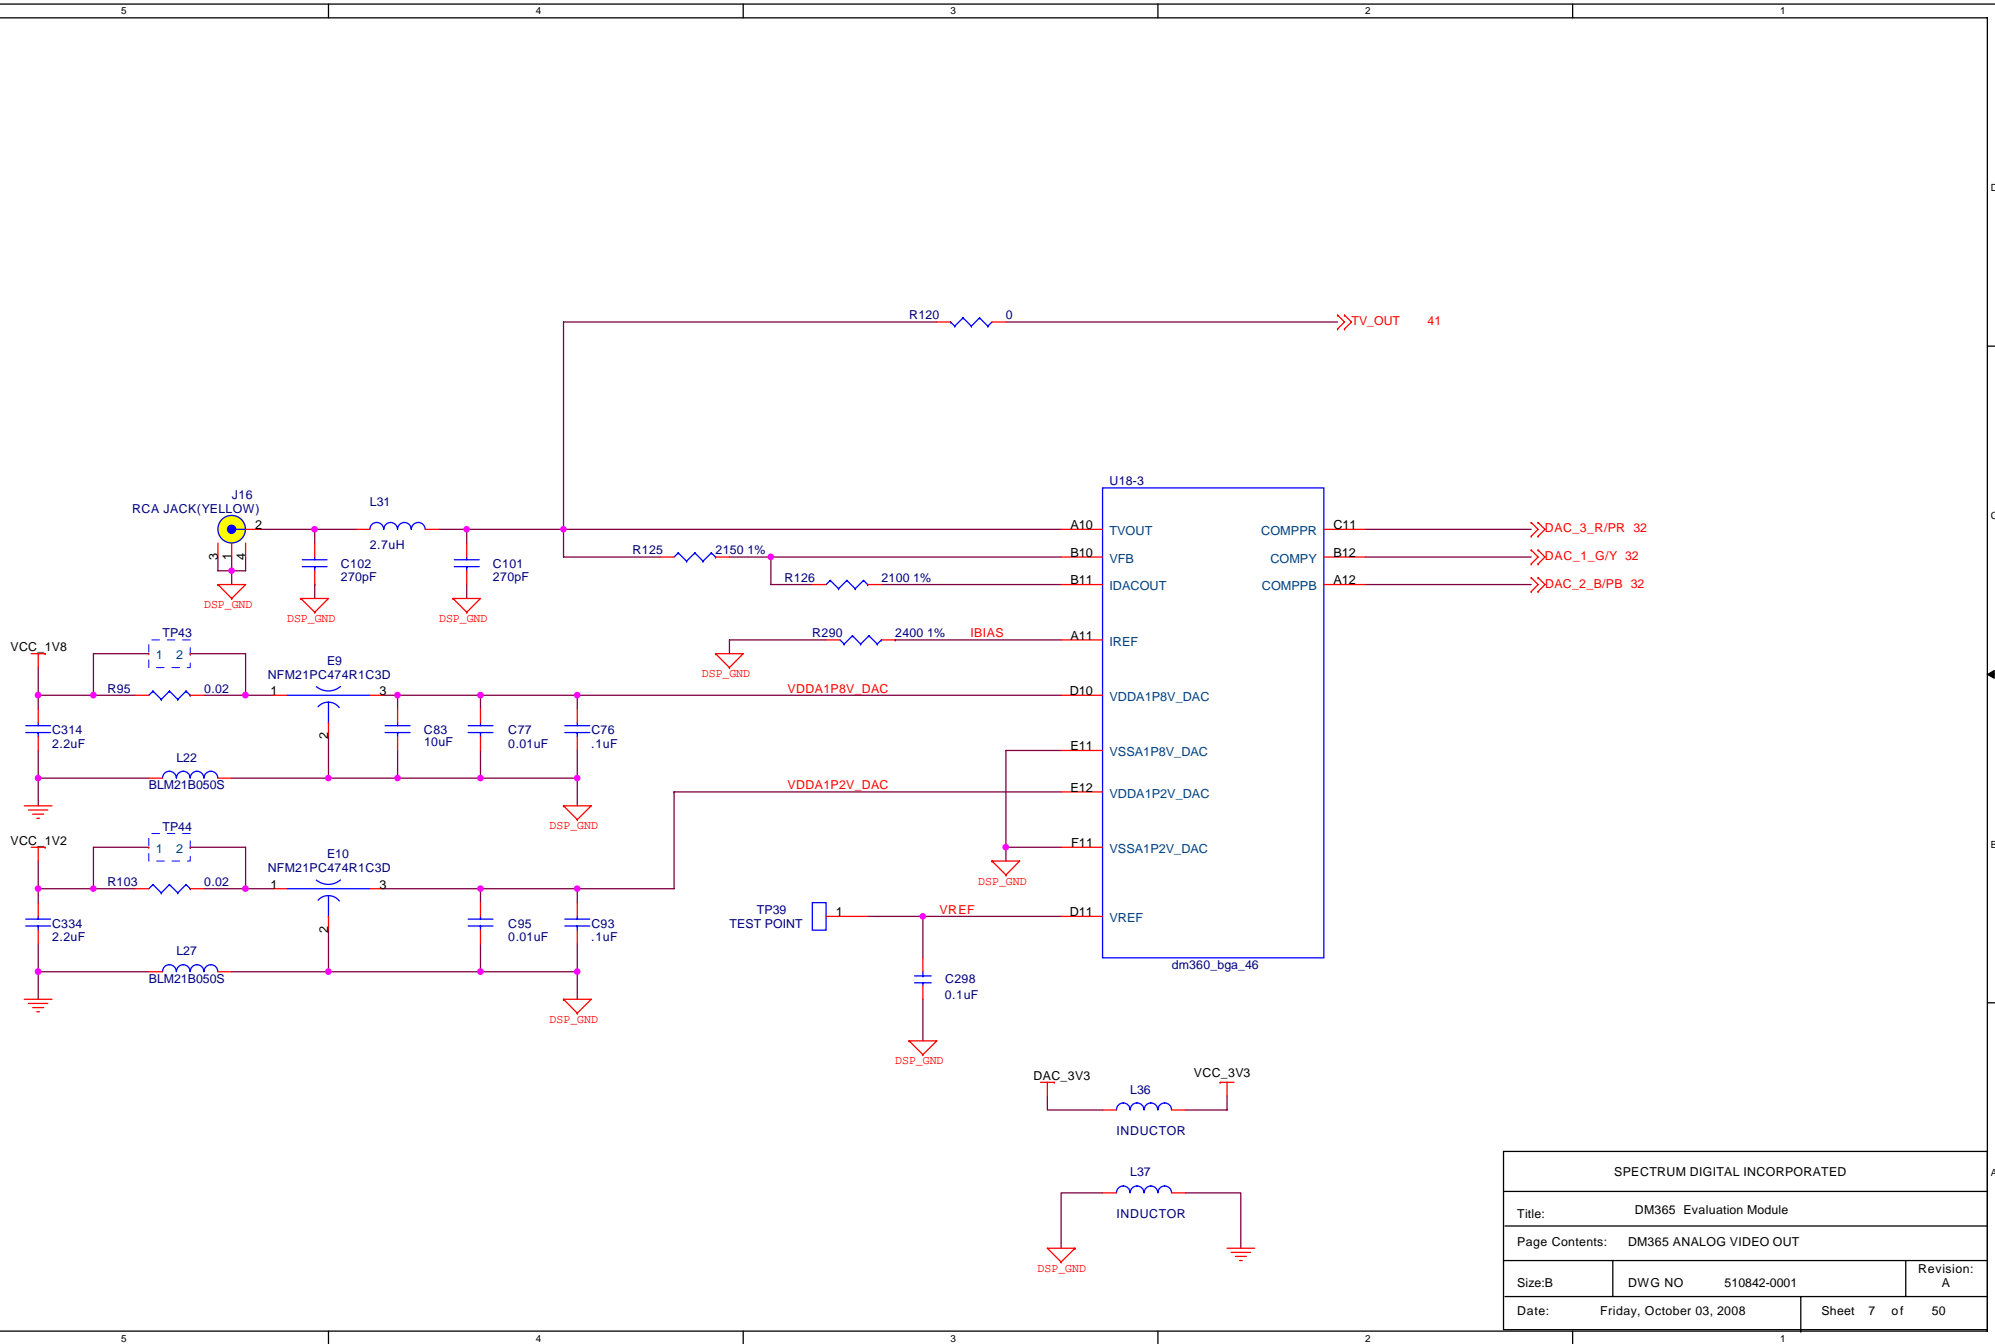 5 4 3 2 1
D
R120 0
TV_OUT 41
C
J16
RCA JACK(YELLOW)
2
3 1 4
DSP_GND
L31
2.7uH
C102
270pF
DSP_GND
C101
270pF
DSP_GND
R125 2150 1%
R126 2100 1%
R290 2400 1% IBIAS
DSP_GND
U18-3
A10 TVOUT
B10 VFB
B11 IDACOUT
A11 IREF
D10 VDDA1P8V_DAC
E11 VSSA1P8V_DAC
E12 VDDA1P2V_DAC
F11 VSSA1P2V_DAC
D11 VREF
COMPPR C11
COMPY B12
COMPPB A12
dm360_bga_46
DAC_3_R/PR 32
DAC_1_G/Y 32
DAC_2_B/PB 32
VCC_1V8
TP43
1 2
R95 0.02
E9
NFM21PC474R1C3D
1 3
2
C314
2.2uF
L22
BLM21B050S
C83
10uF
C77
0.01uF
C76
.1uF
DSP_GND
VDDA1P8V_DAC
VDDA1P2V_DAC
DSP_GND
VCC_1V2
TP44
1 2
R103 0.02
E10
NFM21PC474R1C3D
1 3
2
C334
2.2uF
L27
BLM21B050S
C95
0.01uF
C93
.1uF
DSP_GND
B
TP39
TEST POINT
1
VREF
C298
0.1uF
DSP_GND
DAC_3V3
VCC_3V3
L36
INDUCTOR
L37
INDUCTOR
DSP_GND
A
SPECTRUM DIGITAL INCORPORATED
Title: DM365 Evaluation Module
Page Contents: DM365 ANALOG VIDEO OUT
Size:B DWG NO 510842-0001 Revision: A
Date: Friday, October 03, 2008 Sheet 7 of 50
5 4 3 2 1